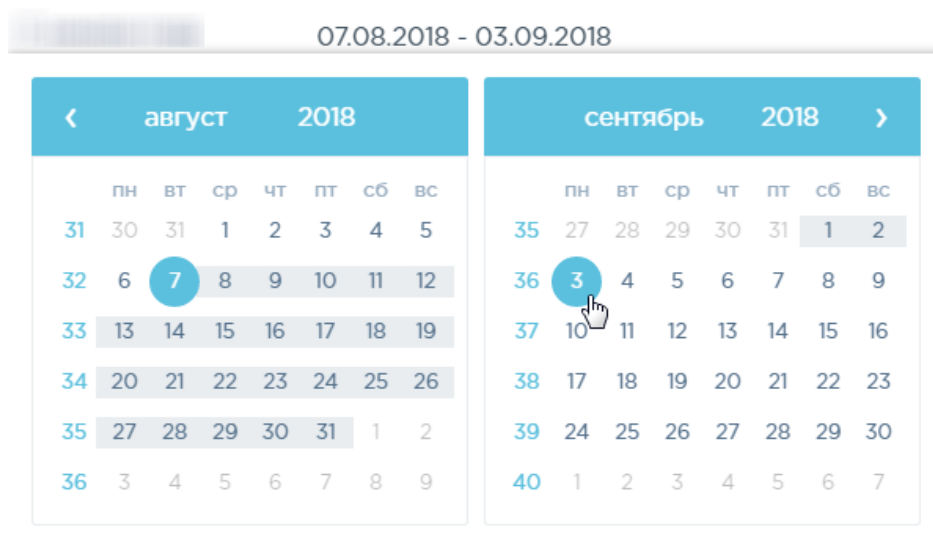 07.08.2018 - 03.09.2018
август 2018
пн вт ср чт пт сб вс
31 30 31 1 2 3 4 5
32 6 7 8 9 10 11 12
33 13 14 15 16 17 18 19
34 20 21 22 23 24 25 26
35 27 28 29 30 31 1 2
36 3 4 5 6 7 8 9
сентябрь 2018
пн вт ср чт пт сб вс
35 27 28 29 30 31 1 2
36 3 4 5 6 7 8 9
37 10 11 12 13 14 15 16
38 17 18 19 20 21 22 23
39 24 25 26 27 28 29 30
40 1 2 3 4 5 6 7